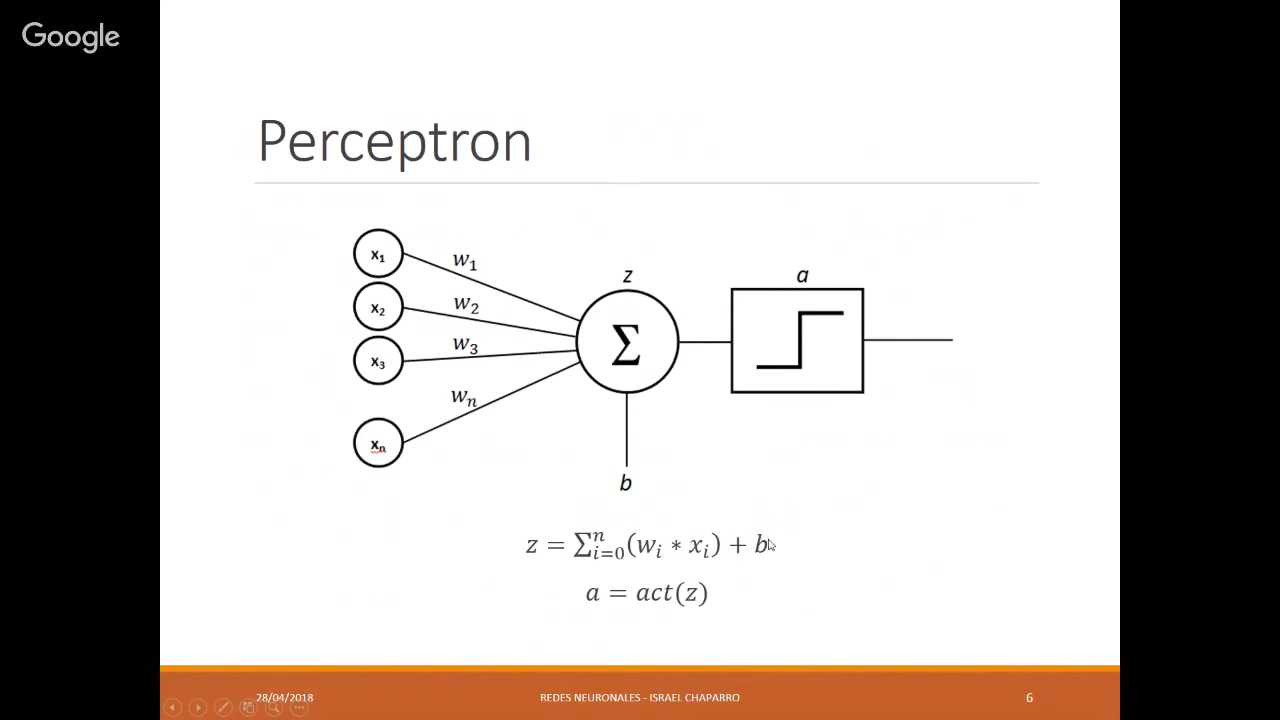 Google
Perceptron
x₁
w₁
x₂
w₂
x₃
w₃
xₙ
wₙ
z
Σ
a
b
z = ∑ⁿᵢ₌₀(wᵢ ∗ xᵢ) + b
a = act(z)
28/04/2018
REDES NEURONALES - ISRAEL CHAPARRO
6